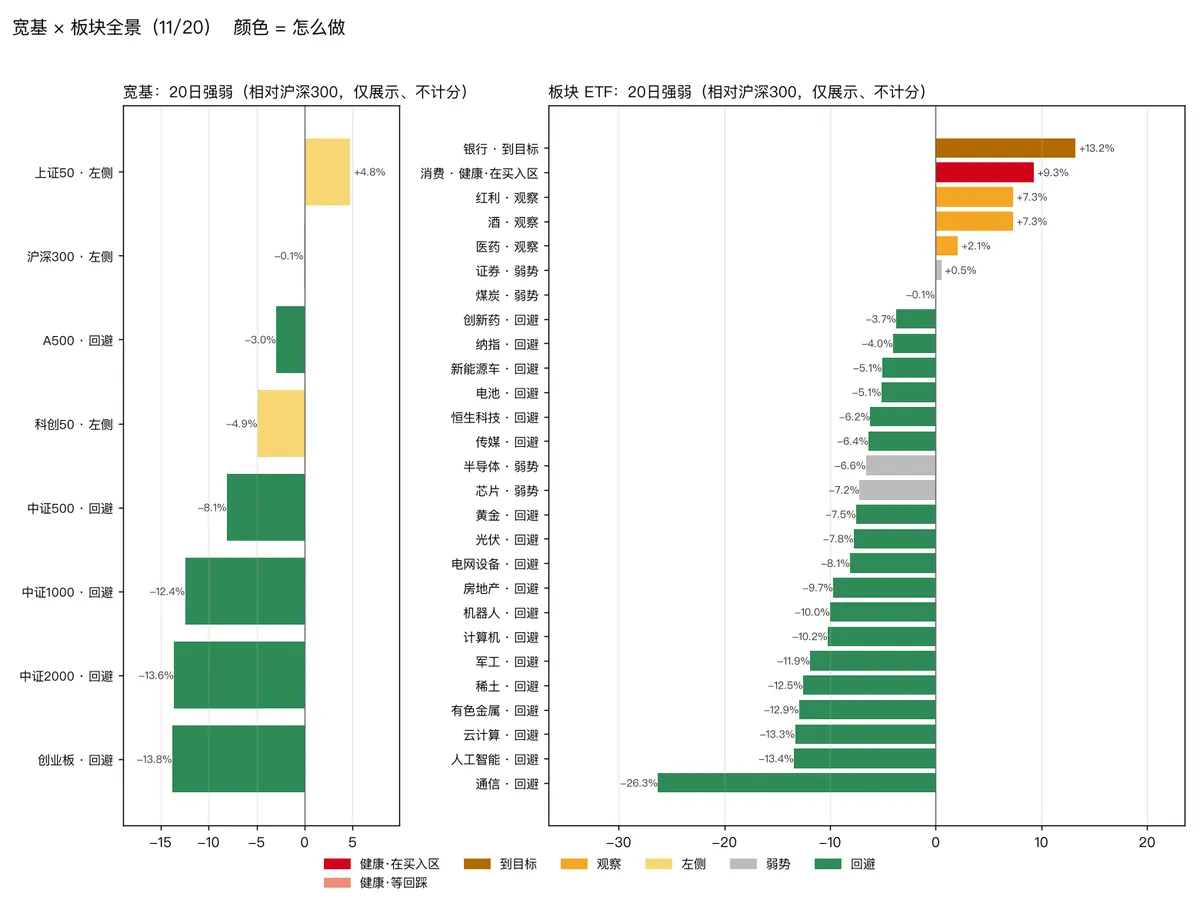 宽基 × 板块全景（11/20） 颜色 = 怎么做
宽基：20日强弱（相对沪深300，仅展示、不计分）
上证50 · 左侧
+4.8%
沪深300 · 左侧
−0.1%
A500 · 回避
−3.0%
科创50 · 左侧
−4.9%
中证500 · 回避
−8.1%
中证1000 · 回避
−12.4%
中证2000 · 回避
−13.6%
创业板 · 回避
−13.8%
−15 −10 −5 0 5
板块 ETF：20日强弱（相对沪深300，仅展示、不计分）
银行 · 到目标
+13.2%
消费 · 健康·在买入区
+9.3%
红利 · 观察
+7.3%
酒 · 观察
+7.3%
医药 · 观察
+2.1%
证券 · 弱势
+0.5%
煤炭 · 弱势
−0.1%
创新药 · 回避
−3.7%
纳指 · 回避
−4.0%
新能源车 · 回避
−5.1%
电池 · 回避
−5.1%
恒生科技 · 回避
−6.2%
传媒 · 回避
−6.4%
半导体 · 弱势
−6.6%
芯片 · 弱势
−7.2%
黄金 · 回避
−7.5%
光伏 · 回避
−7.8%
电网设备 · 回避
−8.1%
房地产 · 回避
−9.7%
机器人 · 回避
−10.0%
计算机 · 回避
−10.2%
军工 · 回避
−11.9%
稀土 · 回避
−12.5%
有色金属 · 回避
−12.9%
云计算 · 回避
−13.3%
人工智能 · 回避
−13.4%
通信 · 回避
−26.3%
−30 −20 −10 0 10 20
健康·在买入区 到目标 观察 左侧 弱势 回避
健康·等回踩